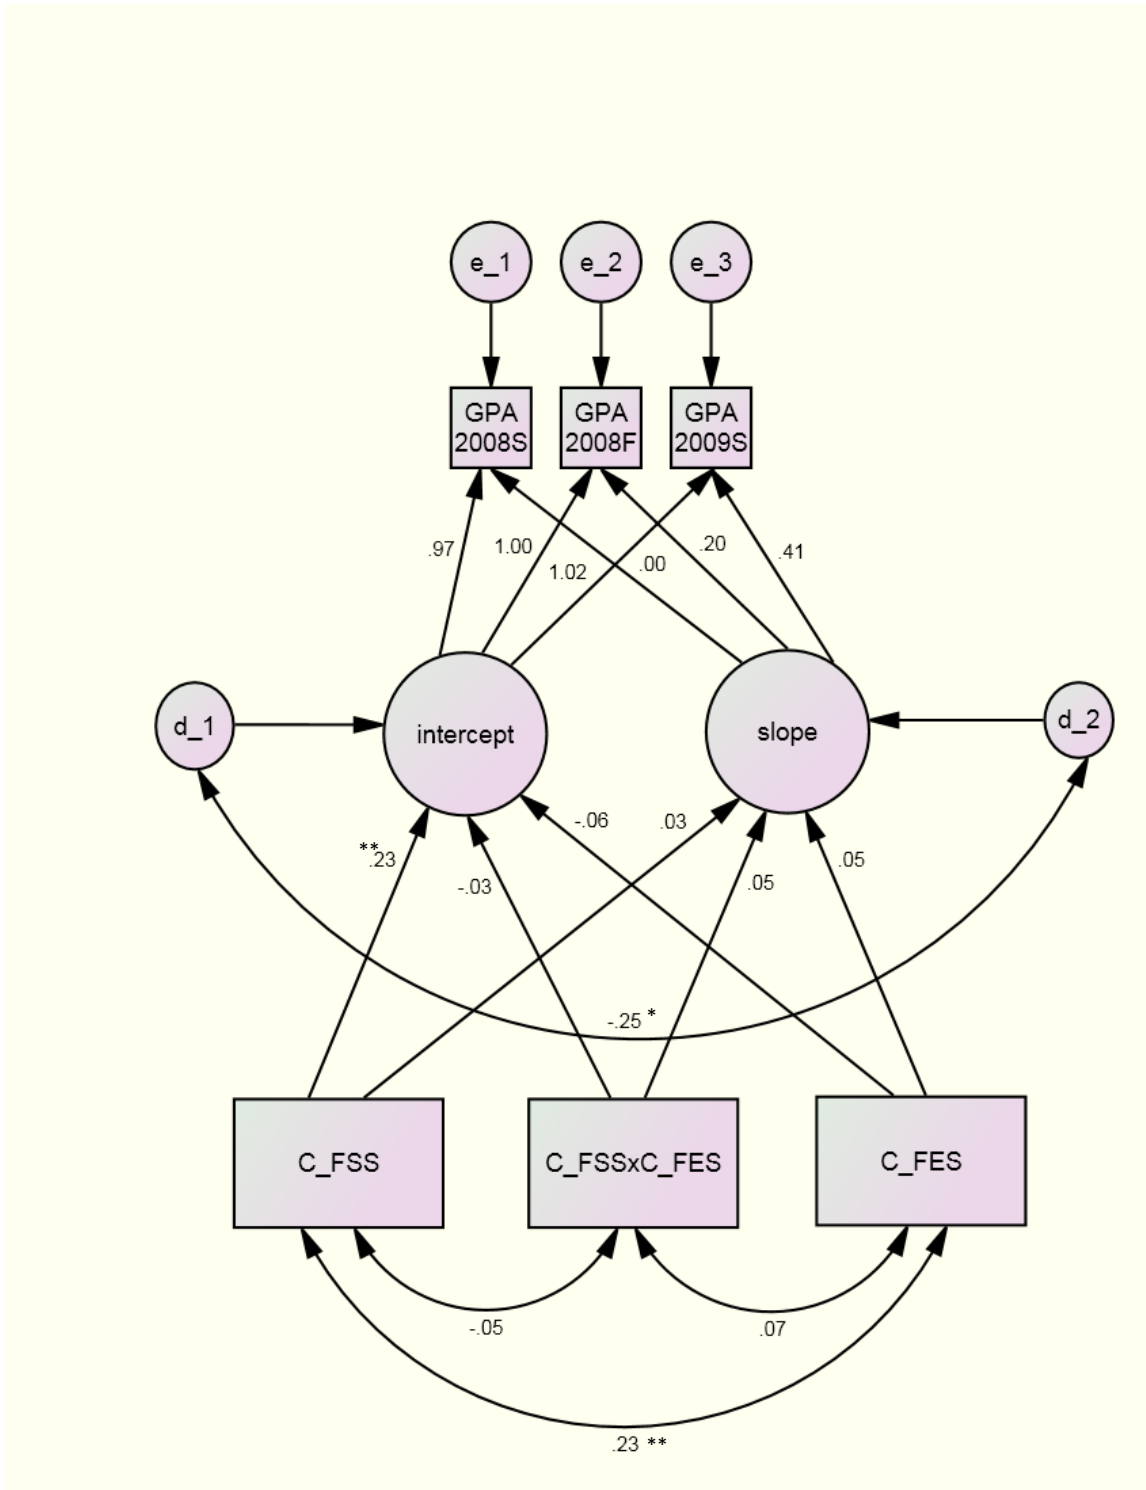 e_1
e_2
e_3
GPA
2008S
GPA
2008F
GPA
2009S
.97
1.00
1.02
.00
.20
.41
d_1
intercept
slope
d_2
**
.23
-.03
-.06
.03
.05
.05
-.25 *
C_FSS
C_FSSxC_FES
C_FES
-.05
.07
.23 **